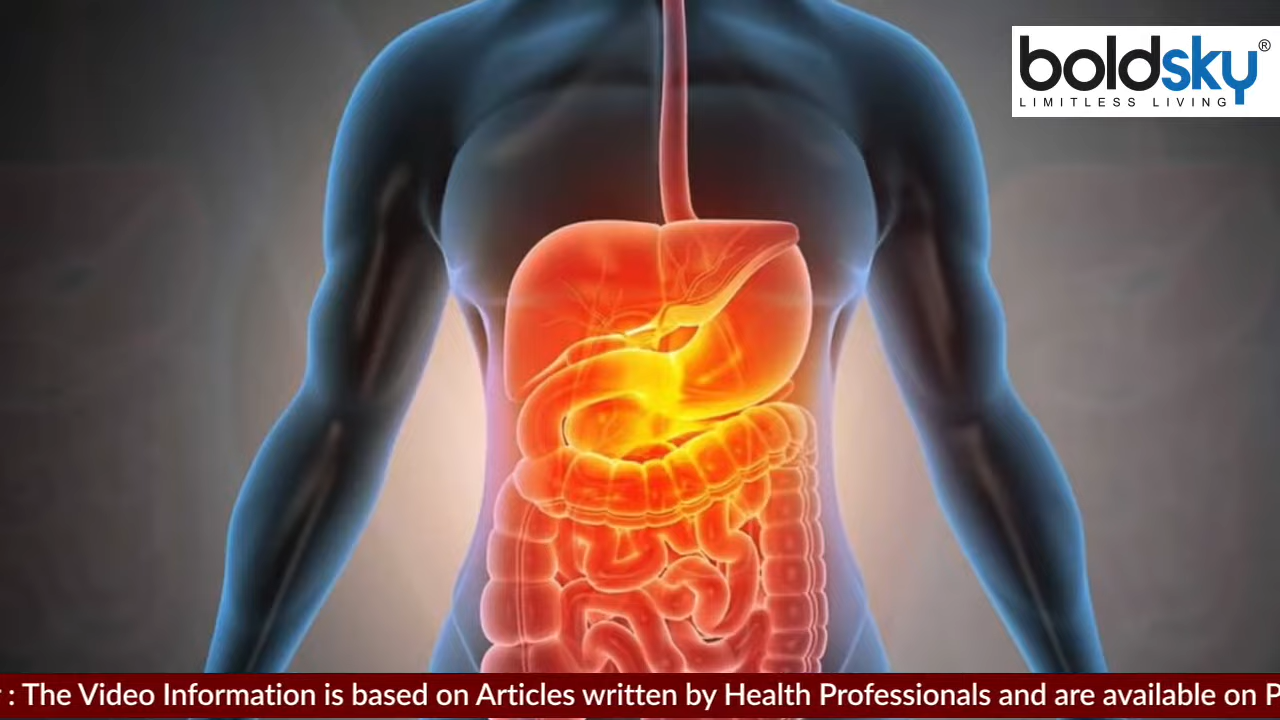 boldsky®
LIMITLESS LIVING
: The Video Information is based on Articles written by Health Professionals and are available on P